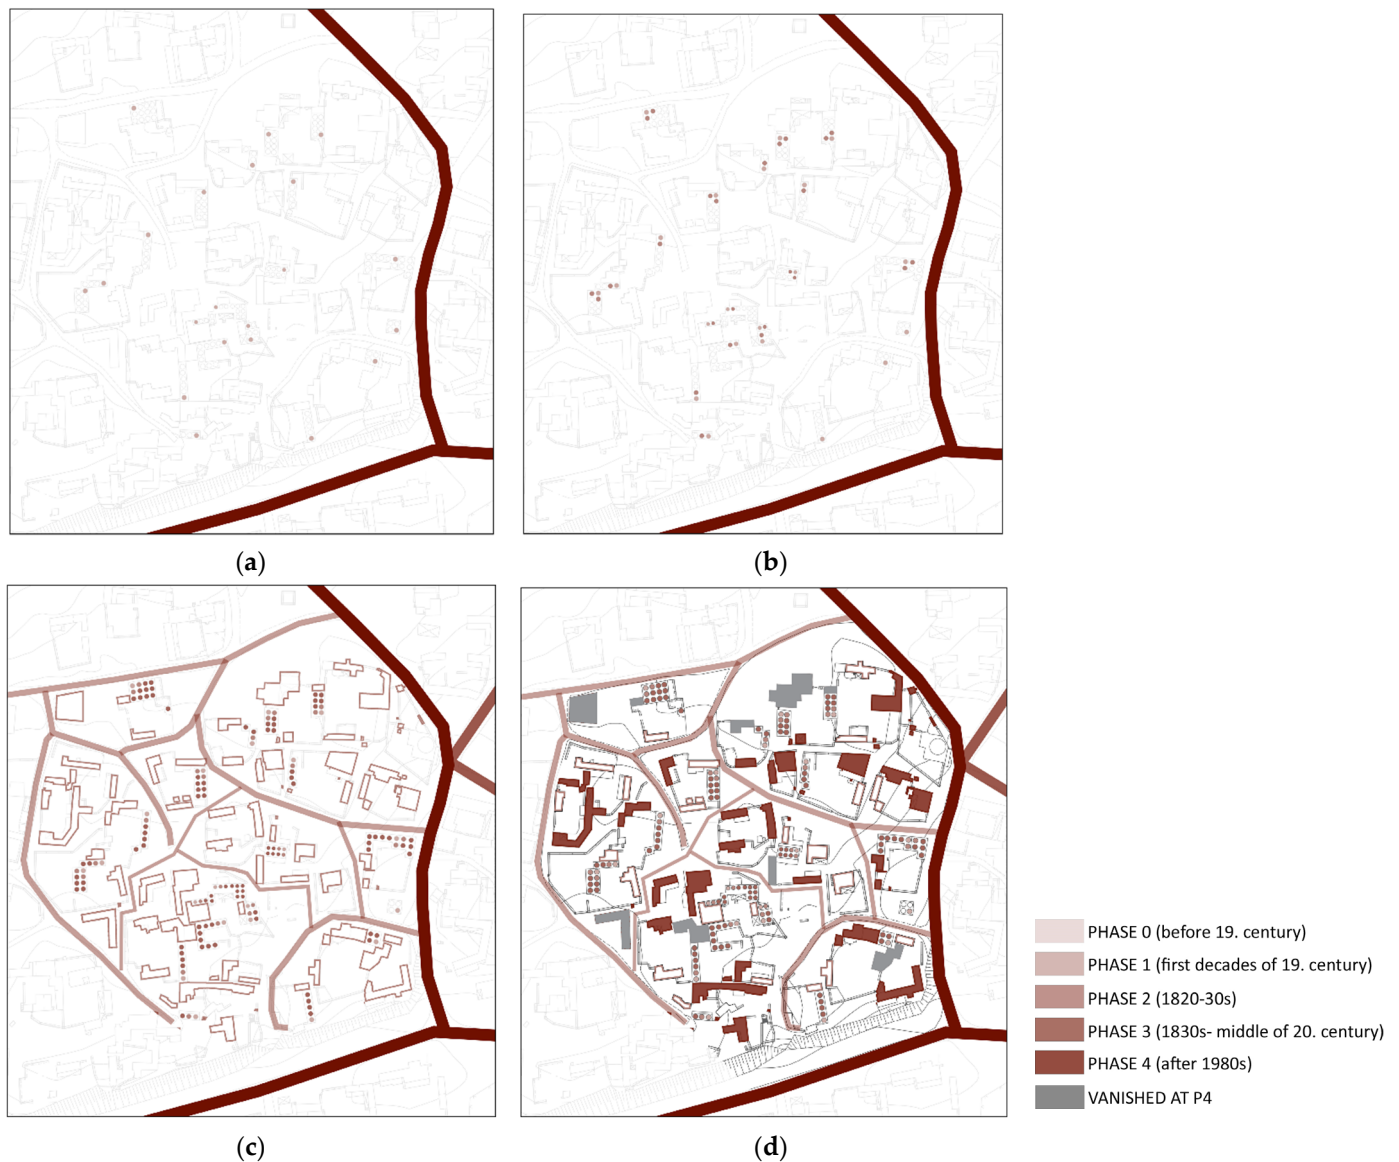 (a)
(b)
(c)
(d)
PHASE 0 (before 19. century)
PHASE 1 (first decades of 19. century)
PHASE 2 (1820-30s)
PHASE 3 (1830s- middle of 20. century)
PHASE 4 (after 1980s)
VANISHED AT P4